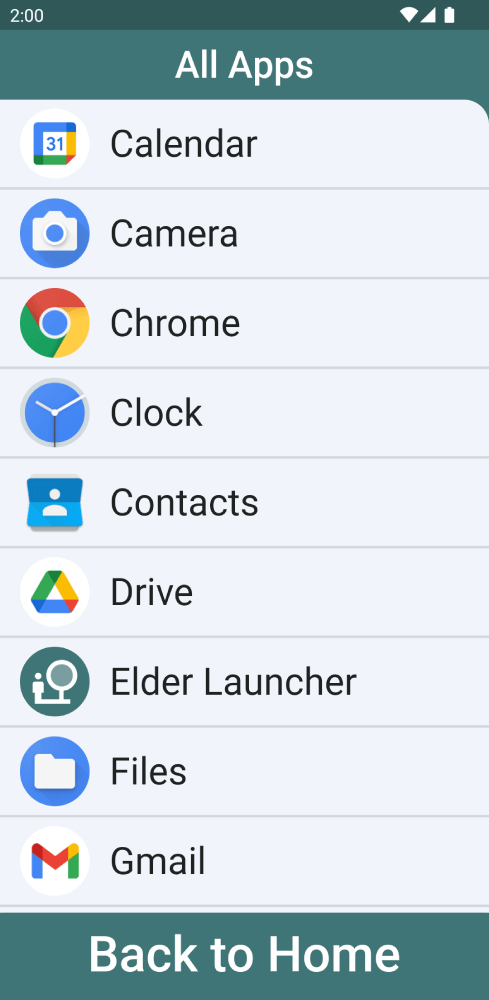 2:00
All Apps
31
Calendar
Camera
Chrome
Clock
Contacts
Drive
Elder Launcher
Files
Gmail
Back to Home